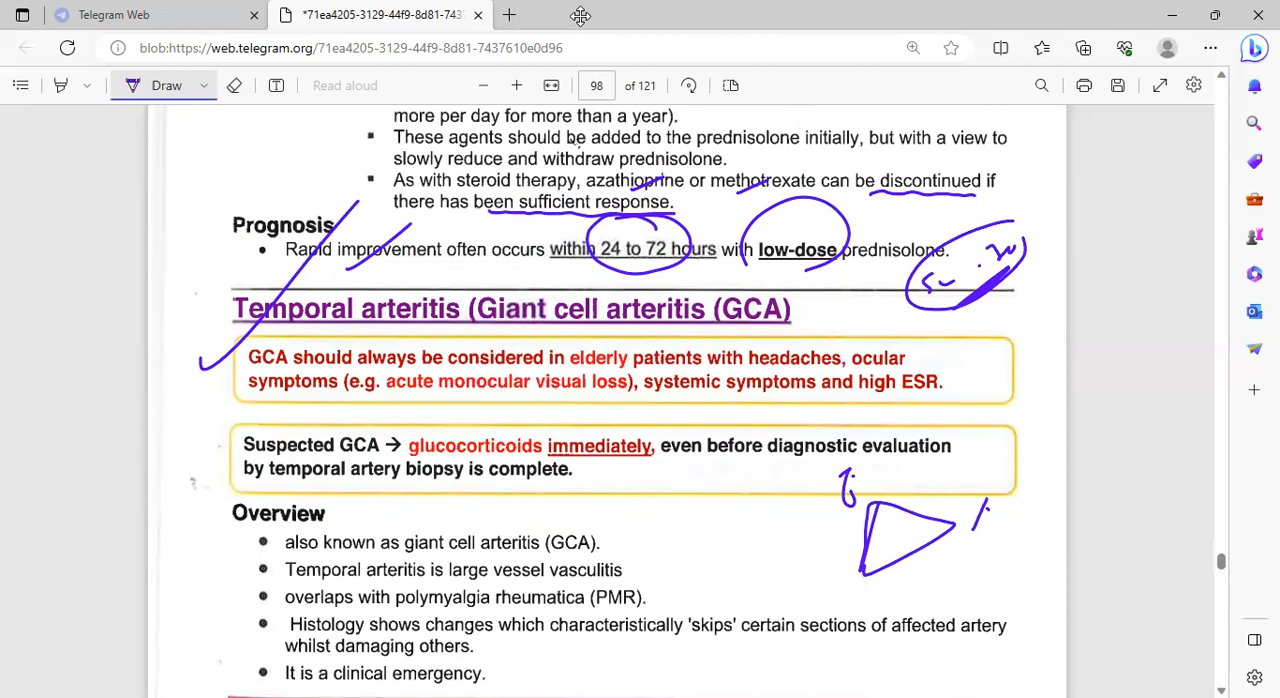 Telegram Web
*71ea4205-3129-44f9-8d81-7437
blob:https://web.telegram.org/71ea4205-3129-44f9-8d81-7437610e0d96
Draw
Read aloud
98 of 121
more per day for more than a year).
These agents should be added to the prednisolone initially, but with a view to
slowly reduce and withdraw prednisolone.
As with steroid therapy, azathioprine or methotrexate can be discontinued if
there has been sufficient response.
Prognosis
• Rapid improvement often occurs within 24 to 72 hours with low-dose prednisolone.
Temporal arteritis (Giant cell arteritis (GCA)
GCA should always be considered in elderly patients with headaches, ocular
symptoms (e.g. acute monocular visual loss), systemic symptoms and high ESR.
Suspected GCA → glucocorticoids immediately, even before diagnostic evaluation
by temporal artery biopsy is complete.
Overview
• also known as giant cell arteritis (GCA).
• Temporal arteritis is large vessel vasculitis
• overlaps with polymyalgia rheumatica (PMR).
• Histology shows changes which characteristically 'skips' certain sections of affected artery
whilst damaging others.
• It is a clinical emergency.